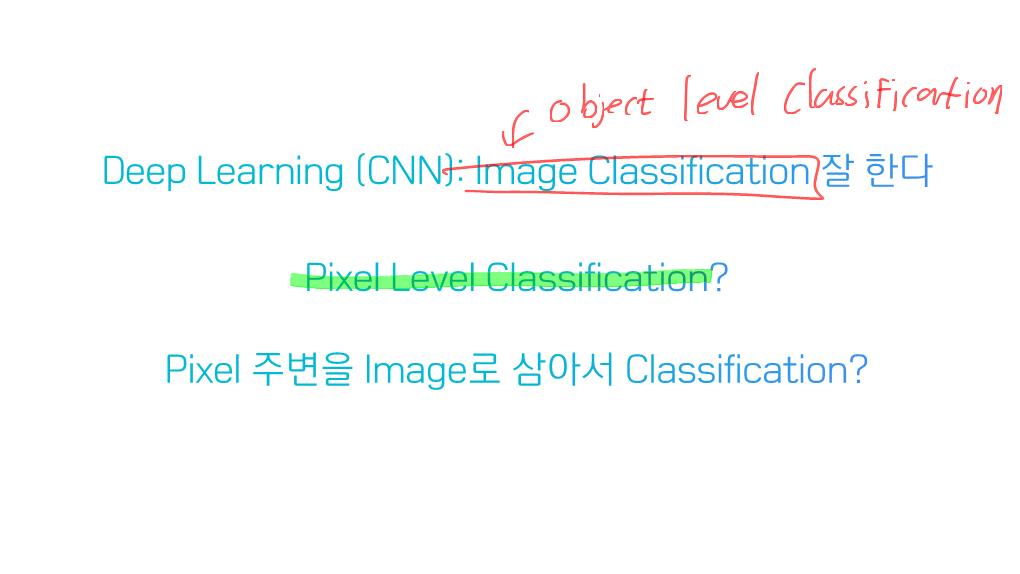 object level classification
Deep Learning (CNN): Image Classification 잘 한다
Pixel Level Classification?
Pixel 주변을 Image로 삼아서 Classification?